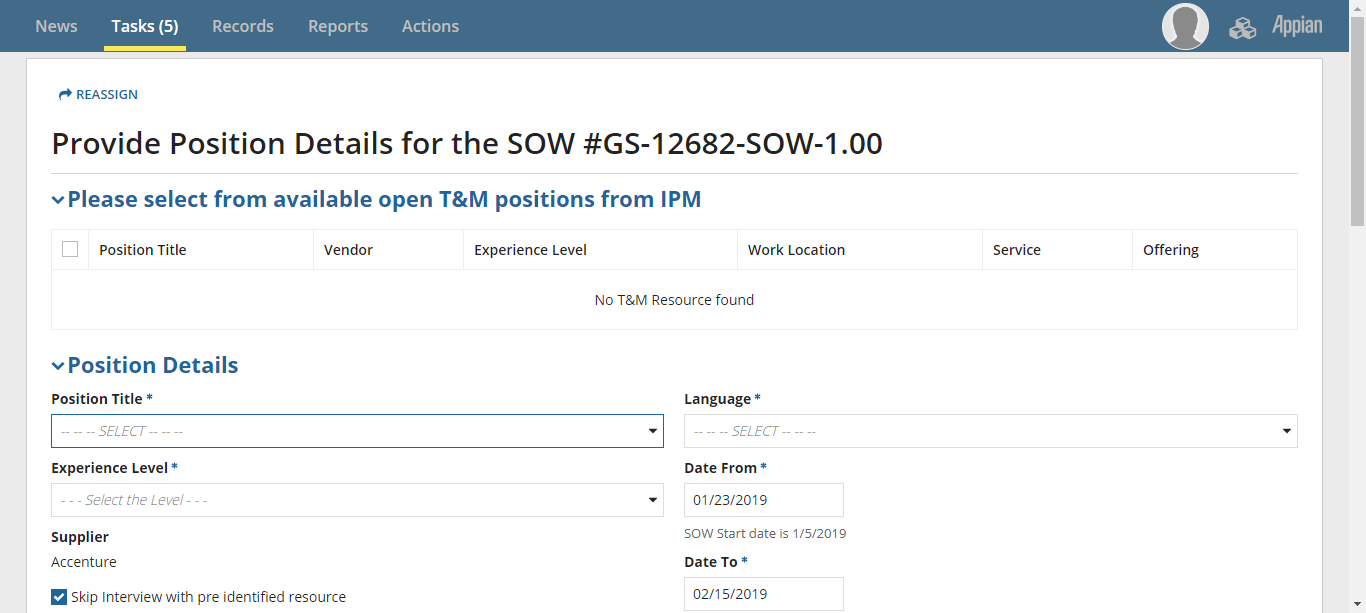 News Tasks (5) Records Reports Actions Appian
REASSIGN
Provide Position Details for the SOW #GS-12682-SOW-1.00
Please select from available open T&M positions from IPM
Position Title Vendor Experience Level Work Location Service Offering
No T&M Resource found
Position Details
Position Title * Language *
-- -- -- SELECT -- -- -- -- -- -- SELECT -- -- --
Experience Level * Date From *
- - - Select the Level - - - 01/23/2019
SOW Start date is 1/5/2019
Supplier
Accenture Date To *
Skip Interview with pre identified resource 02/15/2019